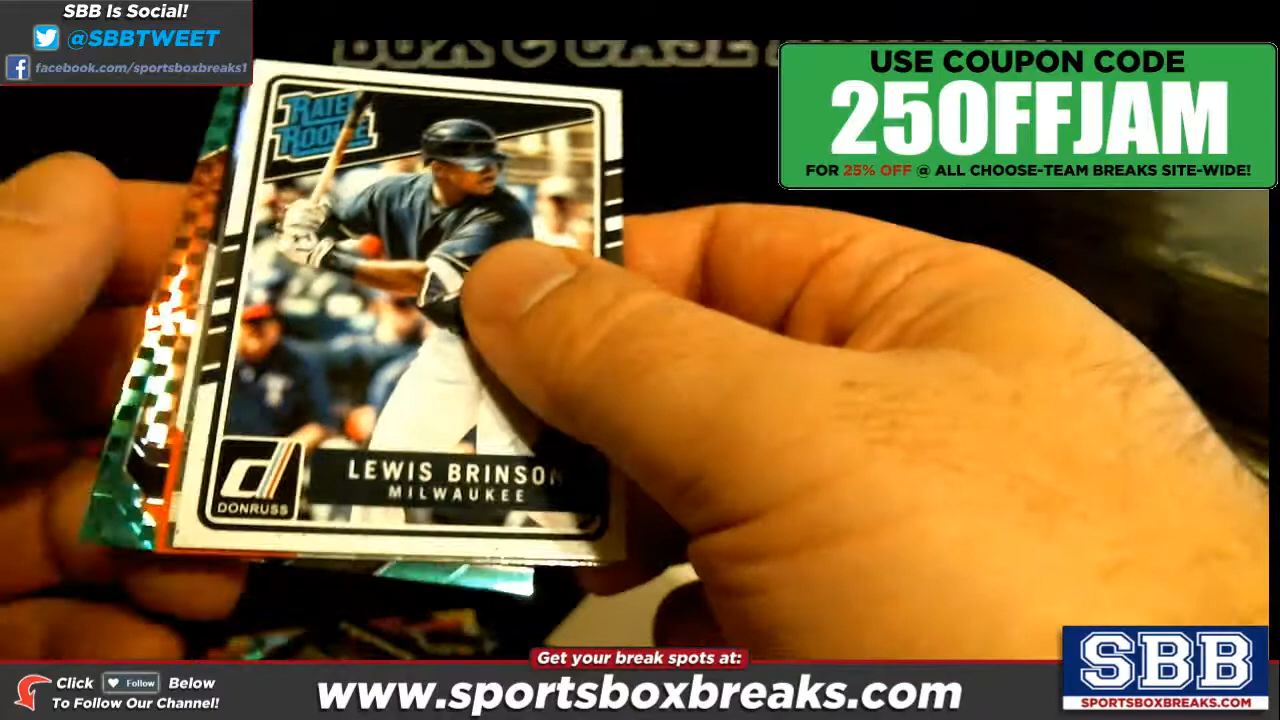 SBB Is Social!
@SBBTWEET
facebook.com/sportsboxbreaks1
BOX & CASE
USE COUPON CODE
25OFFJAM
FOR 25% OFF @ ALL CHOOSE-TEAM BREAKS SITE-WIDE!
RATED
ROOKIE
LEWIS BRINSON
MILWAUKEE
DONRUSS
Get your break spots at:
Click Follow Below
To Follow Our Channel!
www.sportsboxbreaks.com
SBB
SPORTSBOXBREAKS.COM